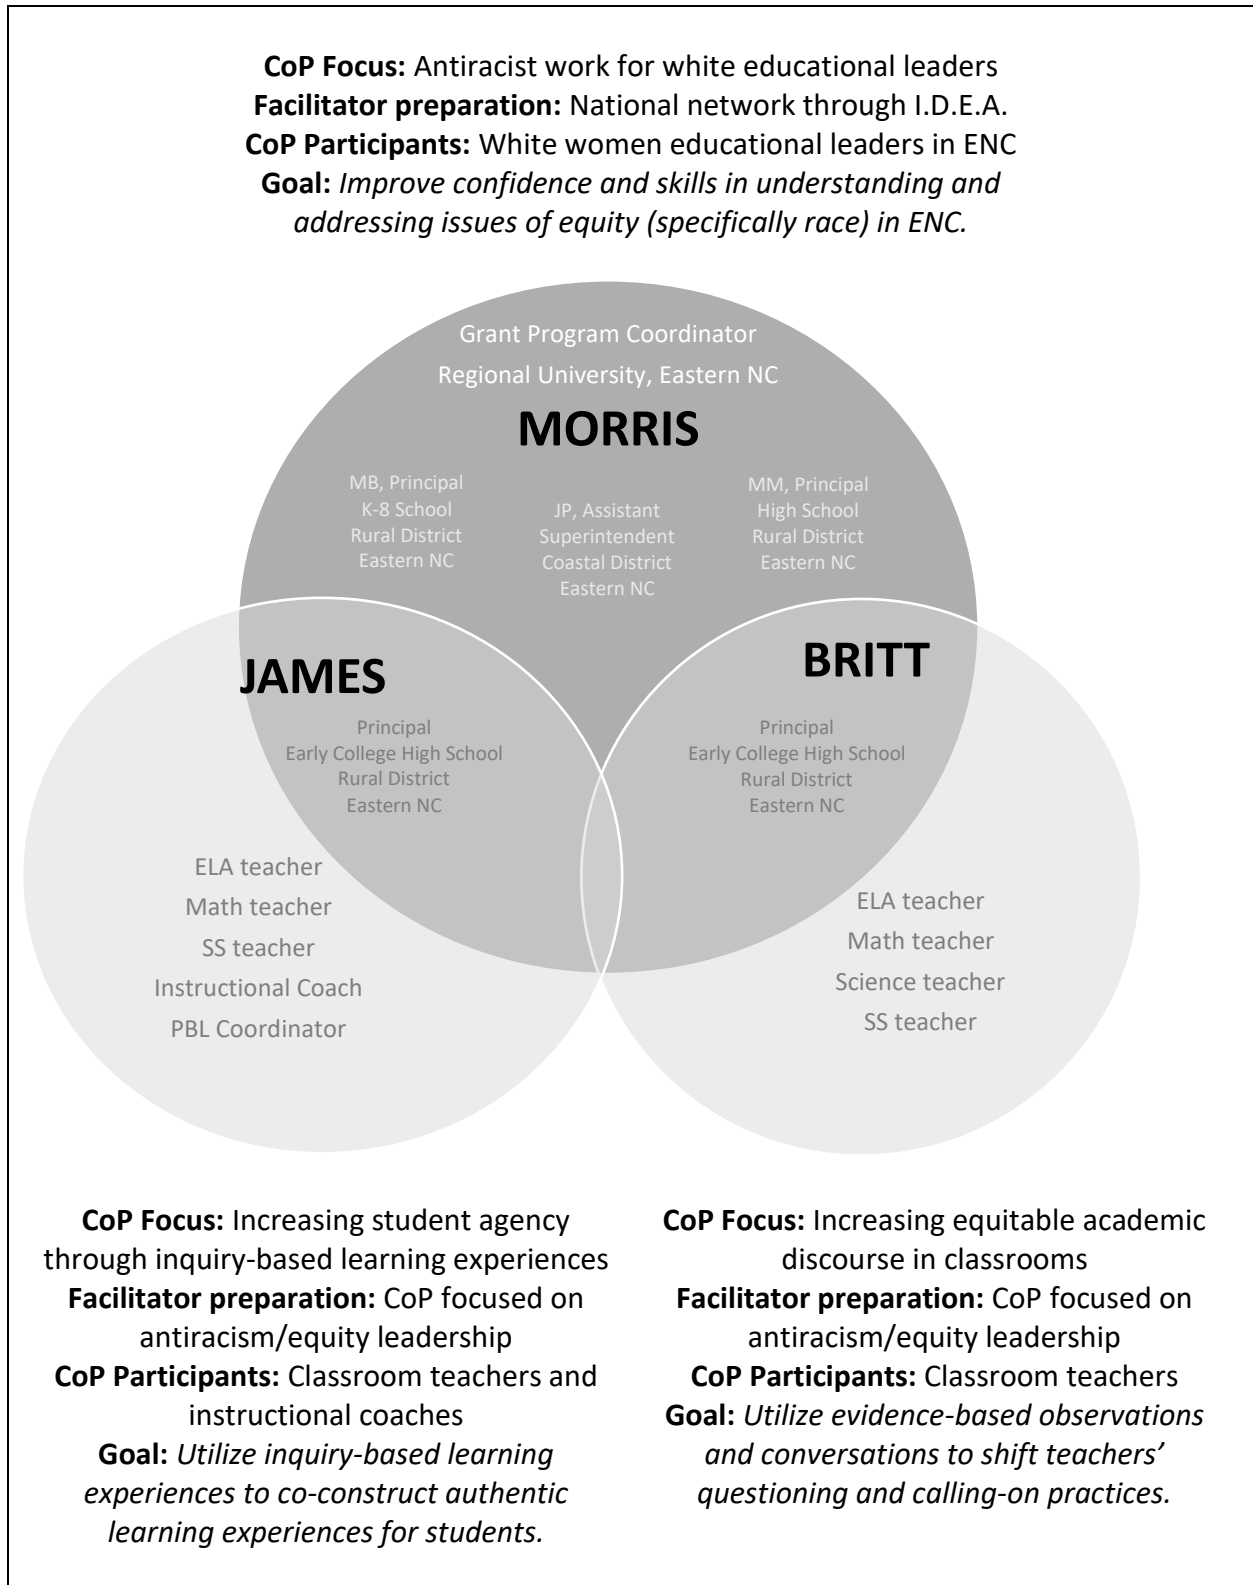 CoP Focus: Antiracist work for white educational leaders
Facilitator preparation: National network through I.D.E.A.
CoP Participants: White women educational leaders in ENC
Goal: Improve confidence and skills in understanding and
addressing issues of equity (specifically race) in ENC.
Grant Program Coordinator
Regional University, Eastern NC
MORRIS
MB, Principal
K-8 School
Rural District
Eastern NC
JP, Assistant
Superintendent
Coastal District
Eastern NC
MM, Principal
High School
Rural District
Eastern NC
JAMES
Principal
Early College High School
Rural District
Eastern NC
BRITT
Principal
Early College High School
Rural District
Eastern NC
ELA teacher
Math teacher
SS teacher
Instructional Coach
PBL Coordinator
ELA teacher
Math teacher
Science teacher
SS teacher
CoP Focus: Increasing student agency
through inquiry-based learning experiences
Facilitator preparation: CoP focused on
antiracism/equity leadership
CoP Participants: Classroom teachers and
instructional coaches
Goal: Utilize inquiry-based learning
experiences to co-construct authentic
learning experiences for students.
CoP Focus: Increasing equitable academic
discourse in classrooms
Facilitator preparation: CoP focused on
antiracism/equity leadership
CoP Participants: Classroom teachers
Goal: Utilize evidence-based observations
and conversations to shift teachers’
questioning and calling-on practices.